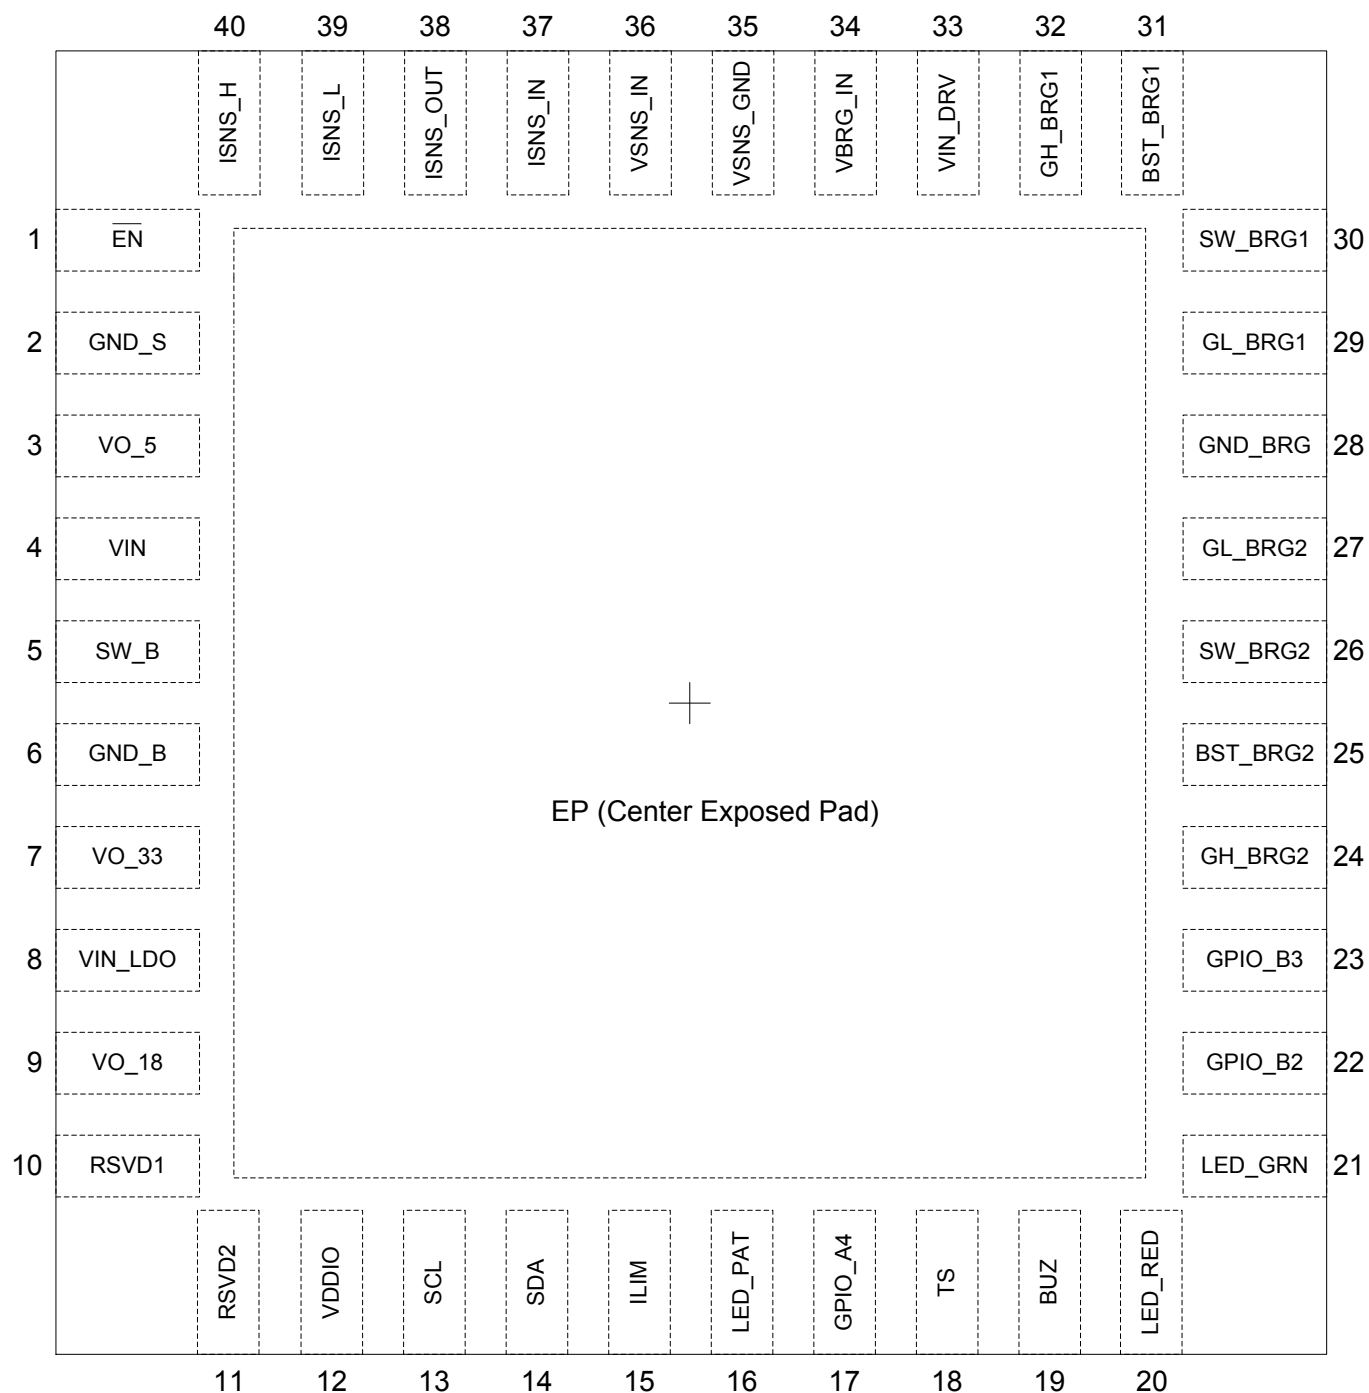 40 39 38 37 36 35 34 33 32 31
ISNS_H ISNS_L ISNS_OUT ISNS_IN VSNS_IN VSNS_GND VBRG_IN VIN_DRV GH_BRG1 BST_BRG1
1 EN SW_BRG1 30
2 GND_S GL_BRG1 29
3 VO_5 GND_BRG 28
4 VIN GL_BRG2 27
5 SW_B SW_BRG2 26
6 GND_B BST_BRG2 25
EP (Center Exposed Pad)
7 VO_33 GH_BRG2 24
8 VIN_LDO GPIO_B3 23
9 VO_18 GPIO_B2 22
10 RSVD1 LED_GRN 21
RSVD2 VDDIO SCL SDA ILIM LED_PAT GPIO_A4 TS BUZ LED_RED
11 12 13 14 15 16 17 18 19 20